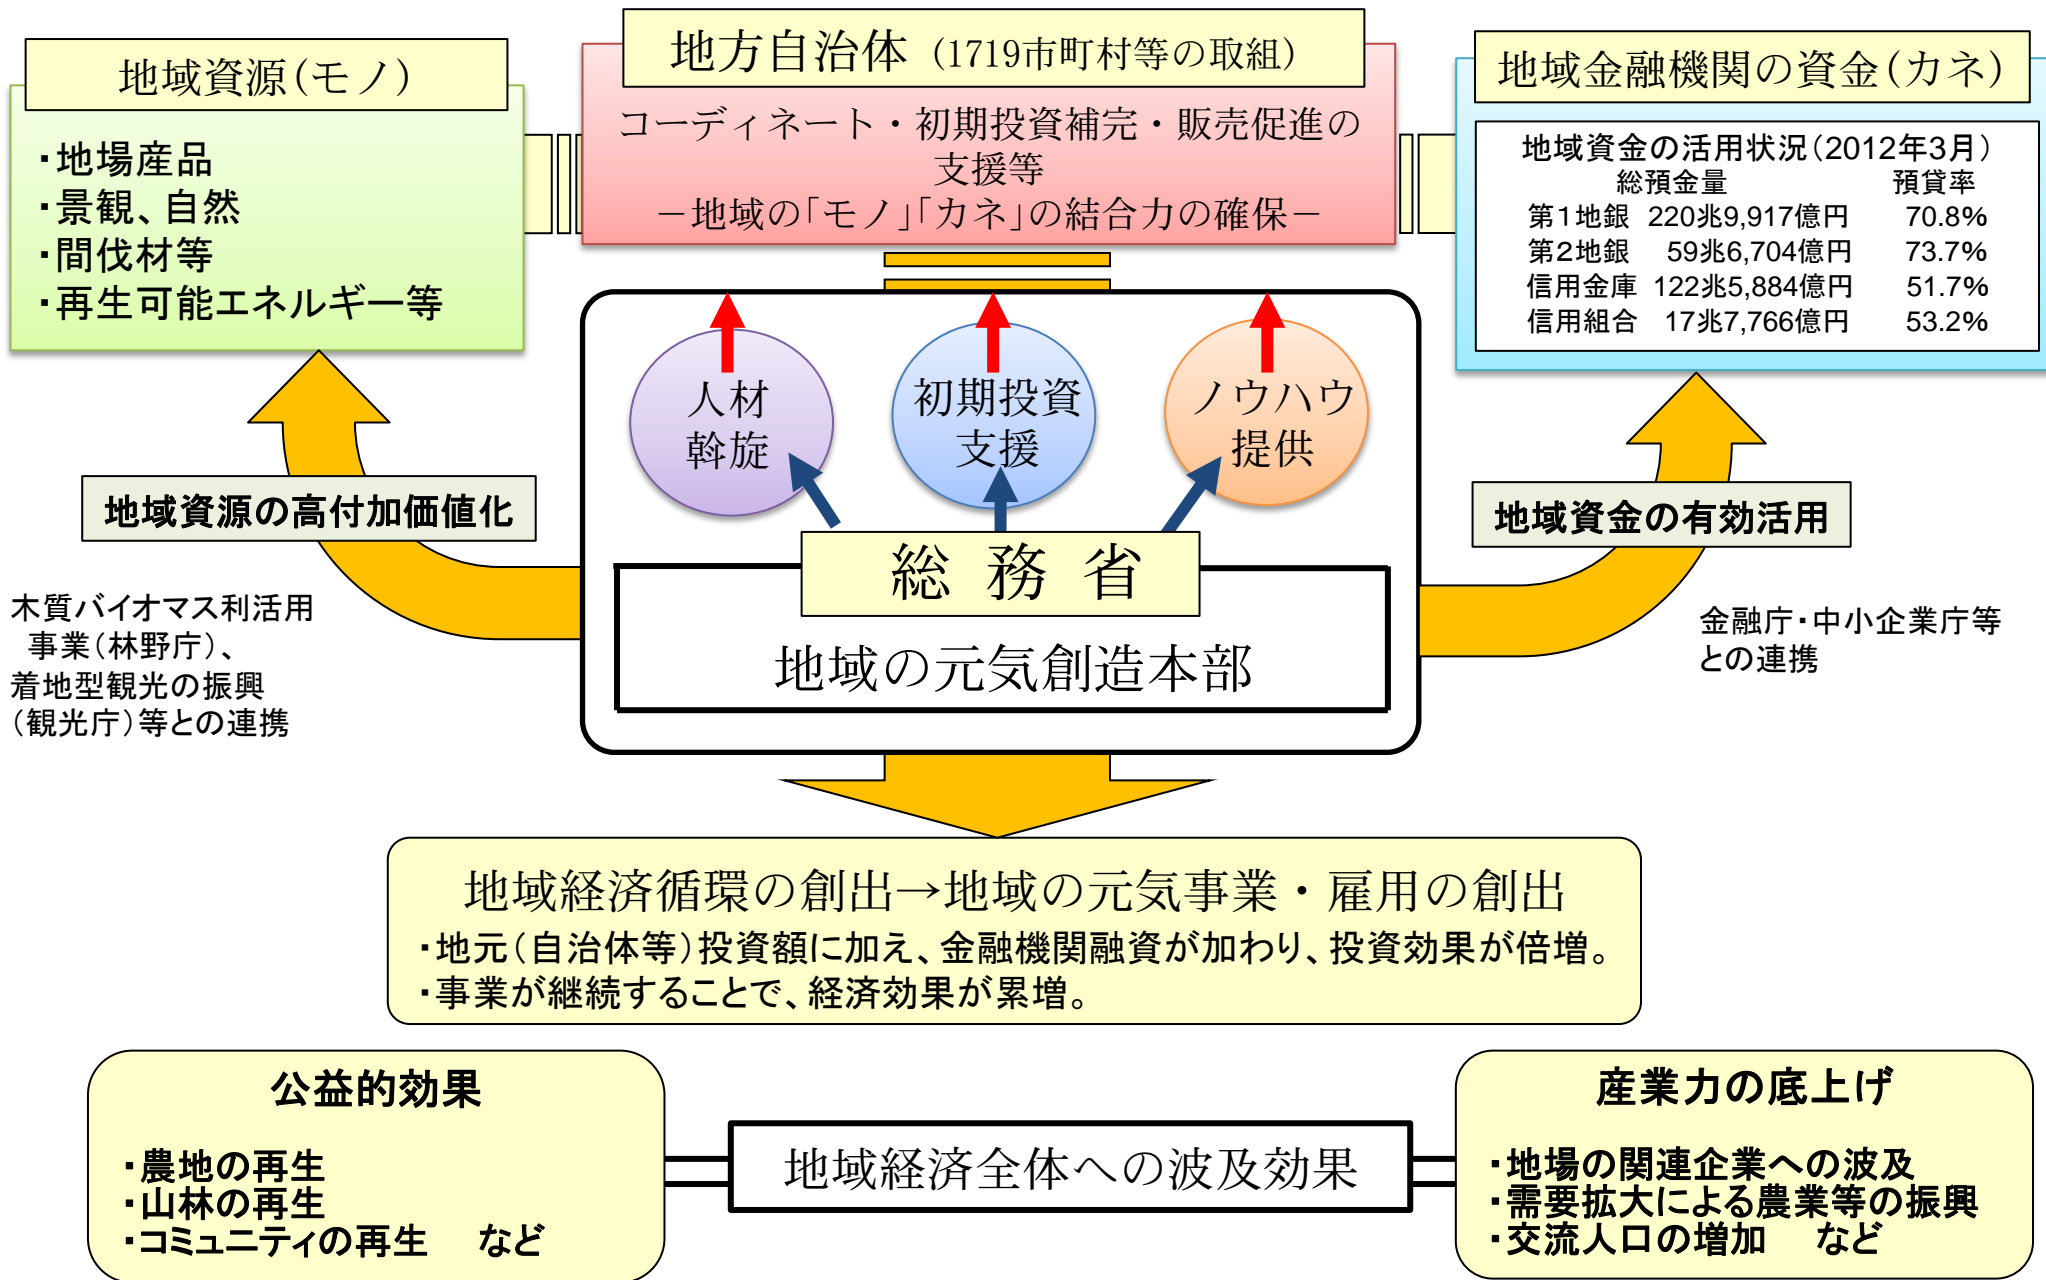 地域資源(モノ)
・地場産品
・景観、自然
・間伐材等
・再生可能エネルギー等
地方自治体 (1719市町村等の取組)
コーディネート・初期投資補完・販売促進の
支援等
－地域の「モノ」「カネ」の結合力の確保－
地域金融機関の資金(カネ)
地域資金の活用状況(2012年3月)
総預金量 預貸率
第1地銀 220兆9,917億円 70.8%
第2地銀 59兆6,704億円 73.7%
信用金庫 122兆5,884億円 51.7%
信用組合 17兆7,766億円 53.2%
人材
斡旋
初期投資
支援
ノウハウ
提供
地域資源の高付加価値化
地域資金の有効活用
総務省
地域の元気創造本部
木質バイオマス利活用
事業(林野庁)、
着地型観光の振興
(観光庁)等との連携
金融庁・中小企業庁等
との連携
地域経済循環の創出→地域の元気事業・雇用の創出
・地元(自治体等)投資額に加え、金融機関融資が加わり、投資効果が倍増。
・事業が継続することで、経済効果が累増。
公益的効果
・農地の再生
・山林の再生
・コミュニティの再生 など
地域経済全体への波及効果
産業力の底上げ
・地場の関連企業への波及
・需要拡大による農業等の振興
・交流人口の増加 など